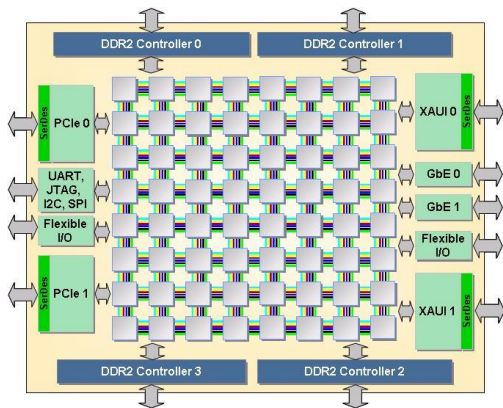 DDR2 Controller 0
DDR2 Controller 1
SerDes
PCIe 0
XAUI 0
SerDes
UART,
JTAG,
I2C, SPI
GbE 0
GbE 1
Flexible
I/O
Flexible
I/O
SerDes
PCIe 1
XAUI 1
SerDes
DDR2 Controller 3
DDR2 Controller 2